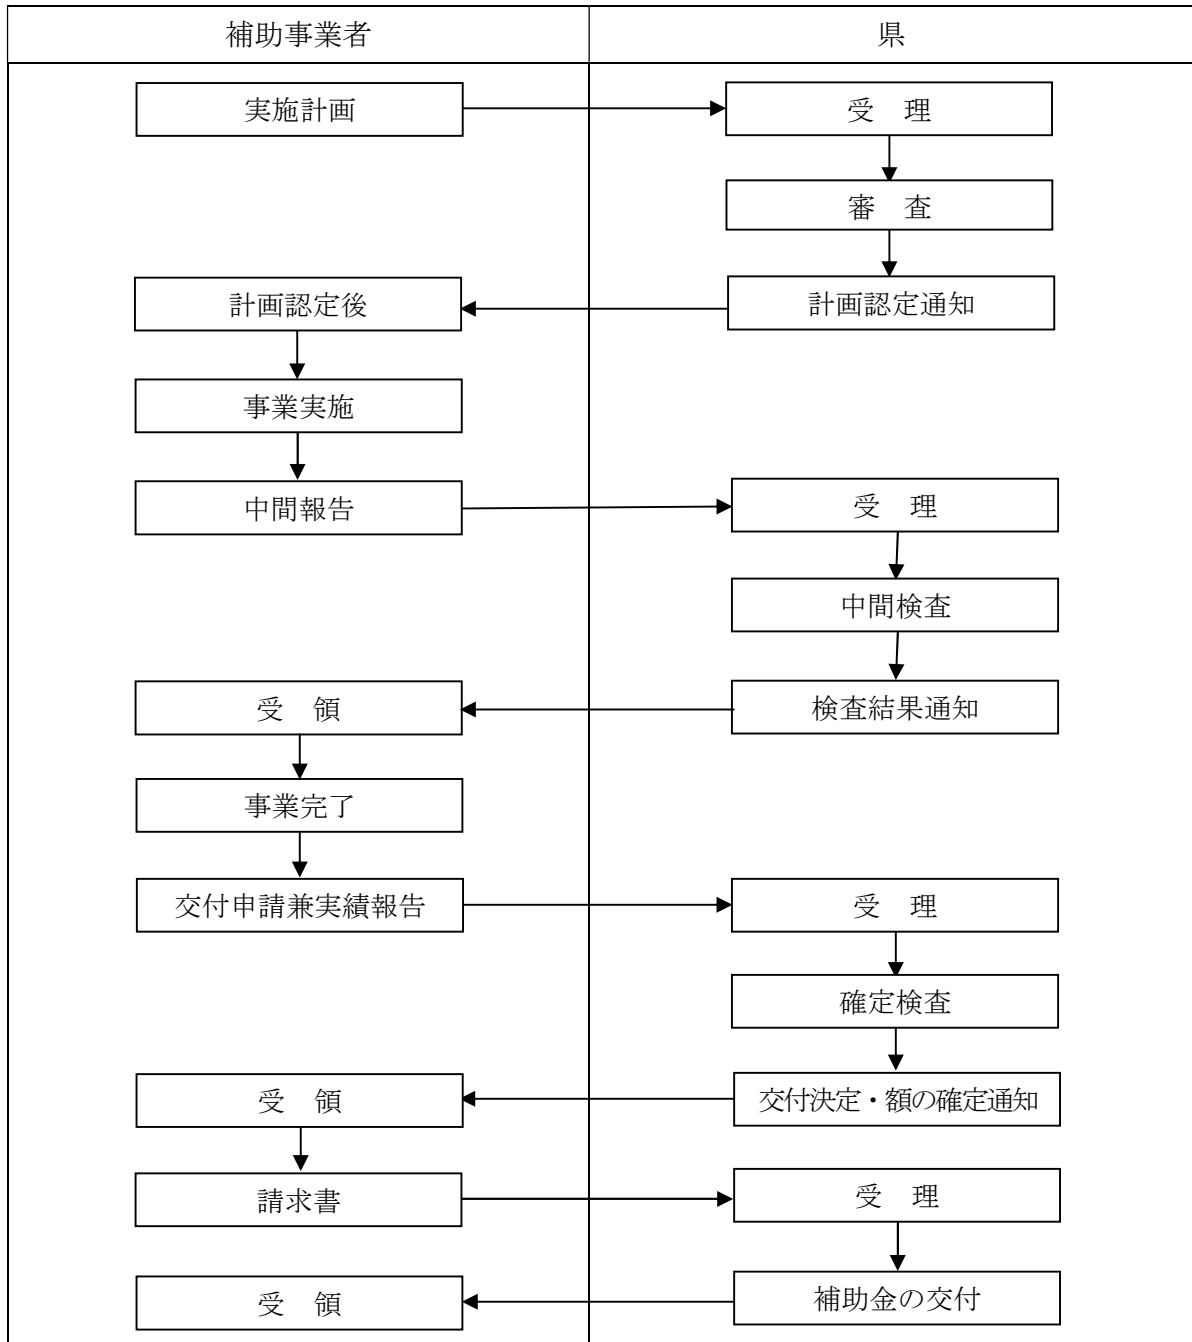 補助事業者
県
実施計画
受　理
審　査
計画認定後
計画認定通知
事業実施
中間報告
受　理
中間検査
受　領
検査結果通知
事業完了
交付申請兼実績報告
受　理
確定検査
受　領
交付決定・額の確定通知
請求書
受　理
受　領
補助金の交付